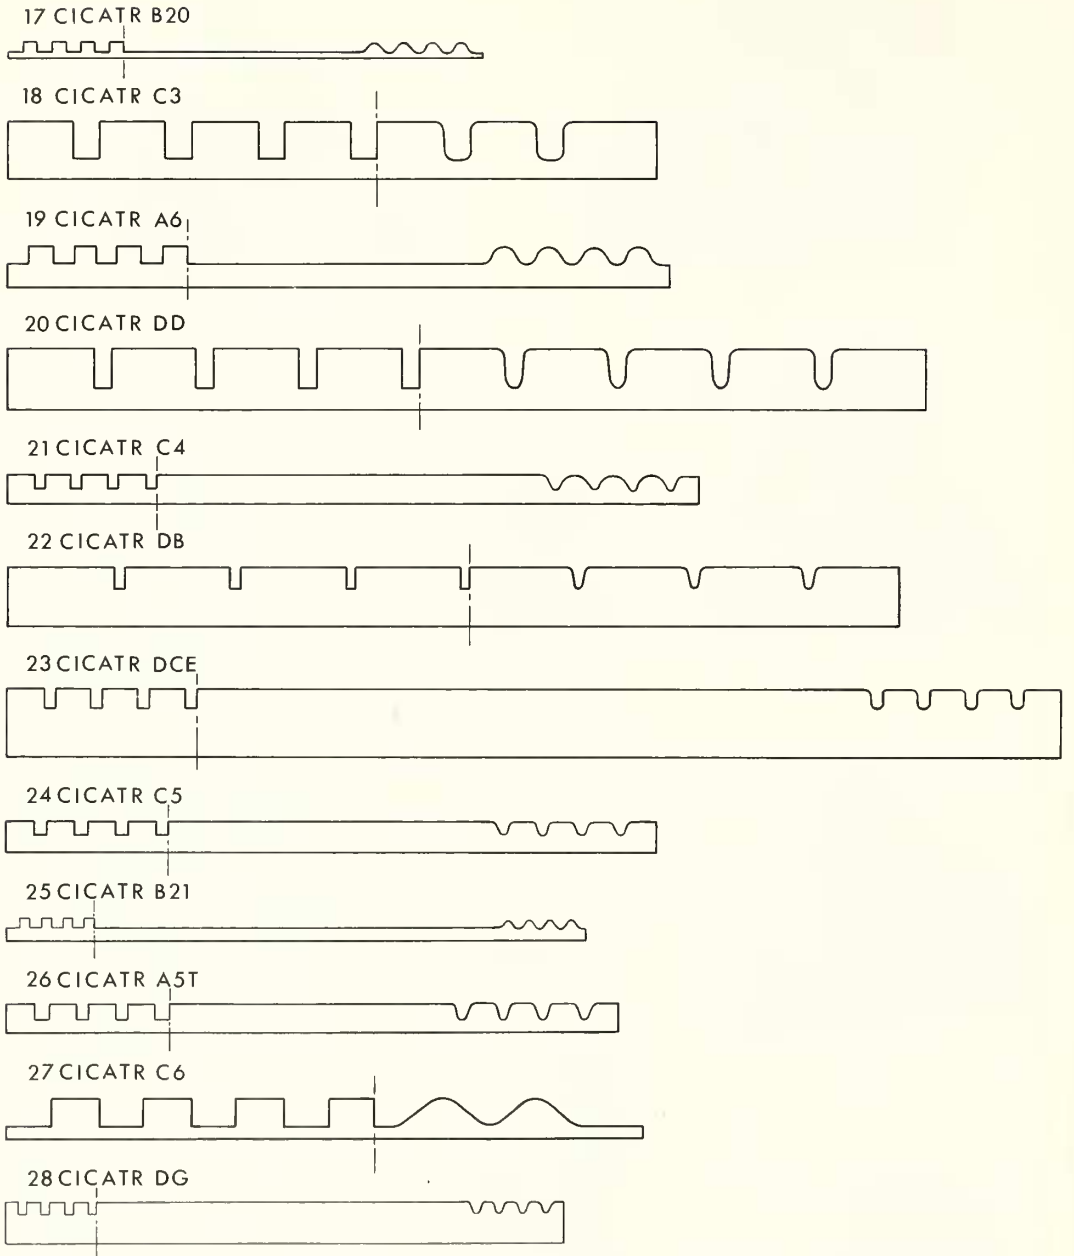 17 CICATR B20
18 CICATR C3
19 CICATR A6
20 CICATR DD
21 CICATR C4
22 CICATR DB
23 CICATR DCE
24 CICATR C5
25 CICATR B21
26 CICATR A5T
27 CICATR C6
28 CICATR DG